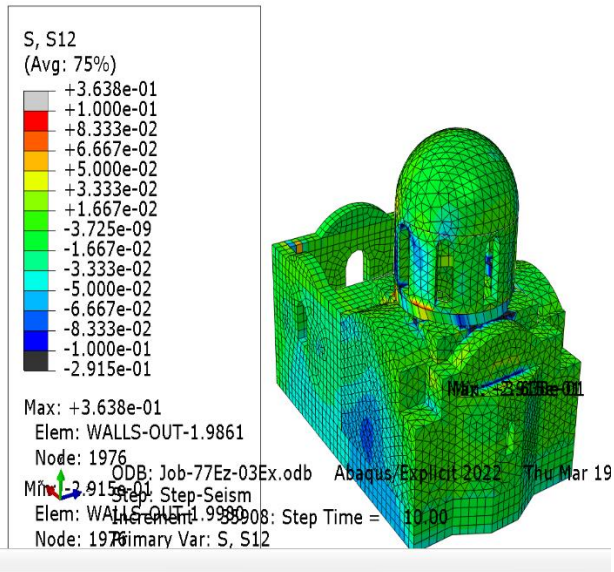 S, S12
(Avg: 75%)
+3.638e-01
+1.000e-01
+8.333e-02
+6.667e-02
+5.000e-02
+3.333e-02
+1.667e-02
-3.725e-09
-1.667e-02
-3.333e-02
-5.000e-02
-6.667e-02
-8.333e-02
-1.000e-01
-2.915e-01
Max: +3.638e-01
Elem: WALLS-OUT-1.9861
Node: 1976
ODB: Job-77Ez-03Ex.odb Abaqus/Explicit 2022 Thu Mar 19
Min: -2.915e-01
Step: Step-Seism
Elem: WALLS-OUT-1.9980
Increment 35908: Step Time = 10.00
Node: 1976
Primary Var: S, S12